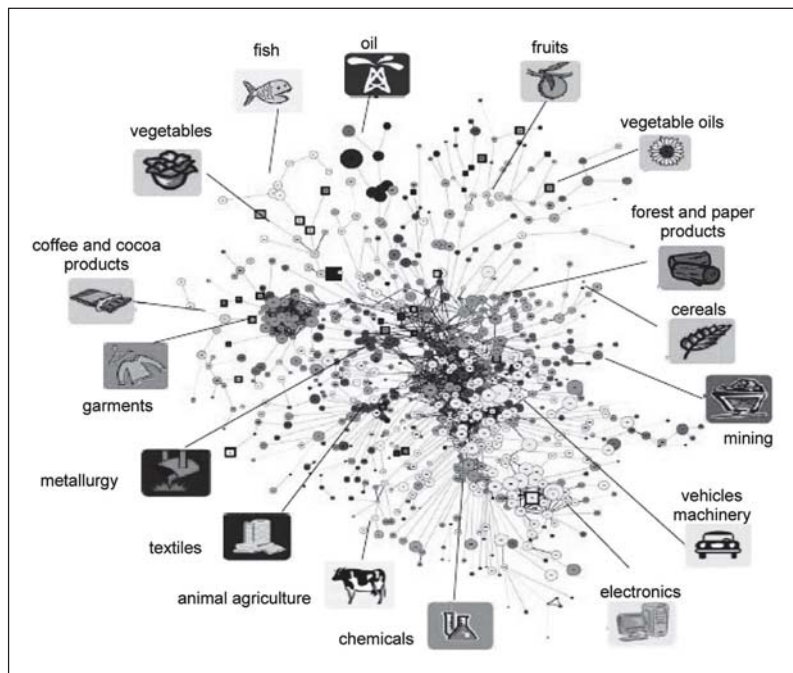 fish
oil
fruits
vegetables
vegetable oils
coffee and cocoa
products
forest and paper
products
cereals
garments
mining
metallurgy
vehicles
machinery
textiles
animal agriculture
electronics
chemicals